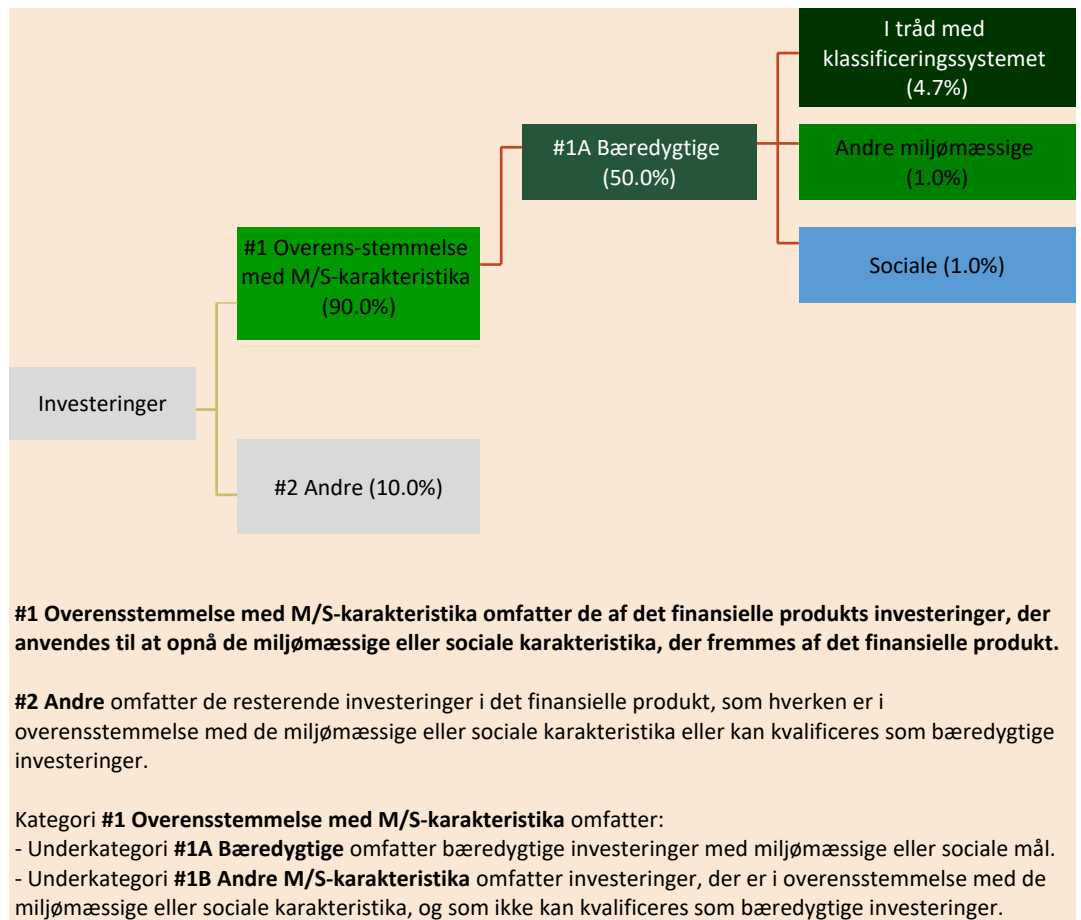 I tråd med
klassificeringssystemet
(4.7%)
#1A Bæredygtige
(50.0%)
Andre miljømæssige
(1.0%)
#1 Overens-stemmelse
med M/S-karakteristika
(90.0%)
Sociale (1.0%)
Investeringer
#2 Andre (10.0%)
#1 Overensstemmelse med M/S-karakteristika omfatter de af det finansielle produkts investeringer, der
anvendes til at opnå de miljømæssige eller sociale karakteristika, der fremmes af det finansielle produkt.
#2 Andre omfatter de resterende investeringer i det finansielle produkt, som hverken er i
overensstemmelse med de miljømæssige eller sociale karakteristika eller kan kvalificeres som bæredygtige
investeringer.
Kategori #1 Overensstemmelse med M/S-karakteristika omfatter:
- Underkategori #1A Bæredygtige omfatter bæredygtige investeringer med miljømæssige eller sociale mål.
- Underkategori #1B Andre M/S-karakteristika omfatter investeringer, der er i overensstemmelse med de
miljømæssige eller sociale karakteristika, og som ikke kan kvalificeres som bæredygtige investeringer.